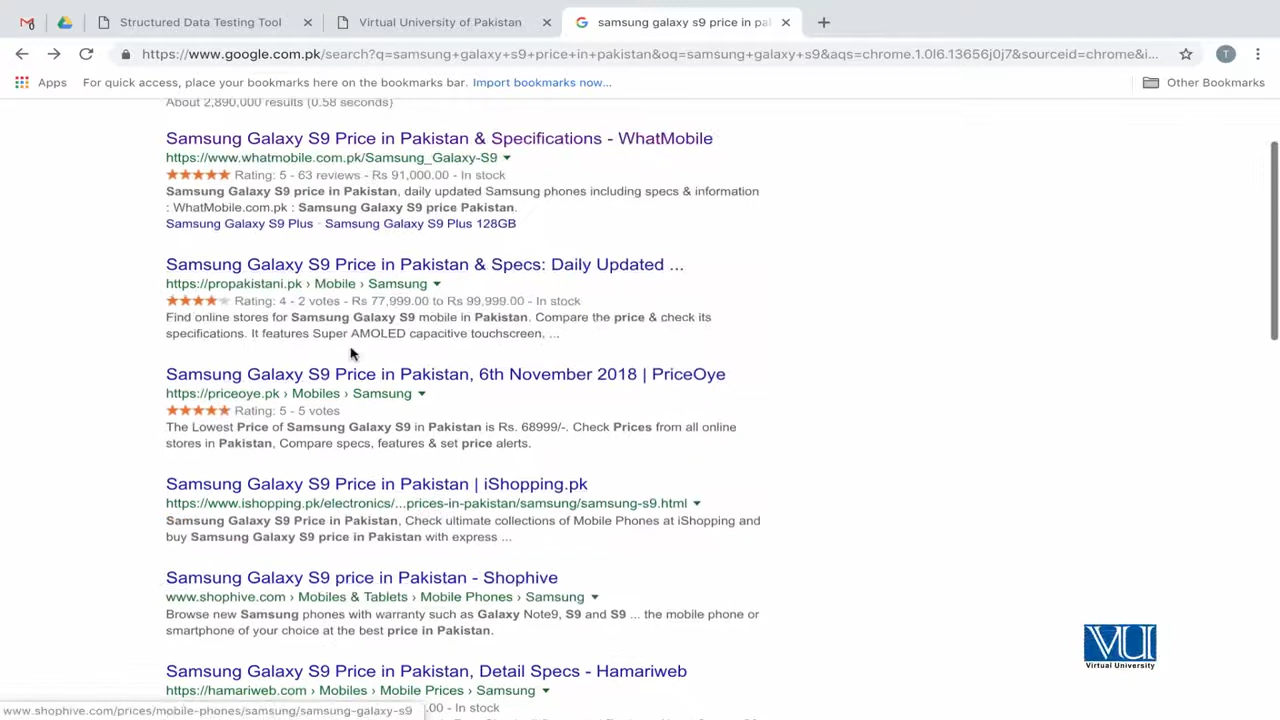 Structured Data Testing Tool
Virtual University of Pakistan
samsung galaxy s9 price in pa
https://www.google.com.pk/search?q=samsung+galaxy+s9+price+in+pakistan&oq=samsung+galaxy+s9&aqs=chrome.1.0l6.13656j0j7&sourceid=chrome&i...
T
Apps
For quick access, place your bookmarks here on the bookmarks bar. Import bookmarks now...
Other Bookmarks
About 2,890,000 results (0.58 seconds)
Samsung Galaxy S9 Price in Pakistan & Specifications - WhatMobile
https://www.whatmobile.com.pk/Samsung_Galaxy-S9
Rating: 5 - 63 reviews - Rs 91,000.00 - In stock
Samsung Galaxy S9 price in Pakistan, daily updated Samsung phones including specs & information
: WhatMobile.com.pk : Samsung Galaxy S9 price Pakistan.
Samsung Galaxy S9 Plus · Samsung Galaxy S9 Plus 128GB
Samsung Galaxy S9 Price in Pakistan & Specs: Daily Updated ...
https://propakistani.pk › Mobile › Samsung
Rating: 4 - 2 votes - Rs 77,999.00 to Rs 99,999.00 - In stock
Find online stores for Samsung Galaxy S9 mobile in Pakistan. Compare the price & check its
specifications. It features Super AMOLED capacitive touchscreen, ...
Samsung Galaxy S9 Price in Pakistan, 6th November 2018 | PriceOye
https://priceoye.pk › Mobiles › Samsung
Rating: 5 - 5 votes
The Lowest Price of Samsung Galaxy S9 in Pakistan is Rs. 68999/-. Check Prices from all online
stores in Pakistan, Compare specs, features & set price alerts.
Samsung Galaxy S9 Price in Pakistan | iShopping.pk
https://www.ishopping.pk/electronics/...prices-in-pakistan/samsung/samsung-s9.html
Samsung Galaxy S9 Price in Pakistan, Check ultimate collections of Mobile Phones at iShopping and
buy Samsung Galaxy S9 price in Pakistan with express ...
Samsung Galaxy S9 price in Pakistan - Shophive
www.shophive.com › Mobiles & Tablets › Mobile Phones › Samsung
Browse new Samsung phones with warranty such as Galaxy Note9, S9 and S9 ... the mobile phone or
smartphone of your choice at the best price in Pakistan.
VU
Virtual University
Samsung Galaxy S9 Price in Pakistan, Detail Specs - Hamariweb
https://hamariweb.com › Mobiles › Mobile Prices › Samsung
www.shophive.com/prices/mobile-phones/samsung/samsung-galaxy-s9
.00 - In stock